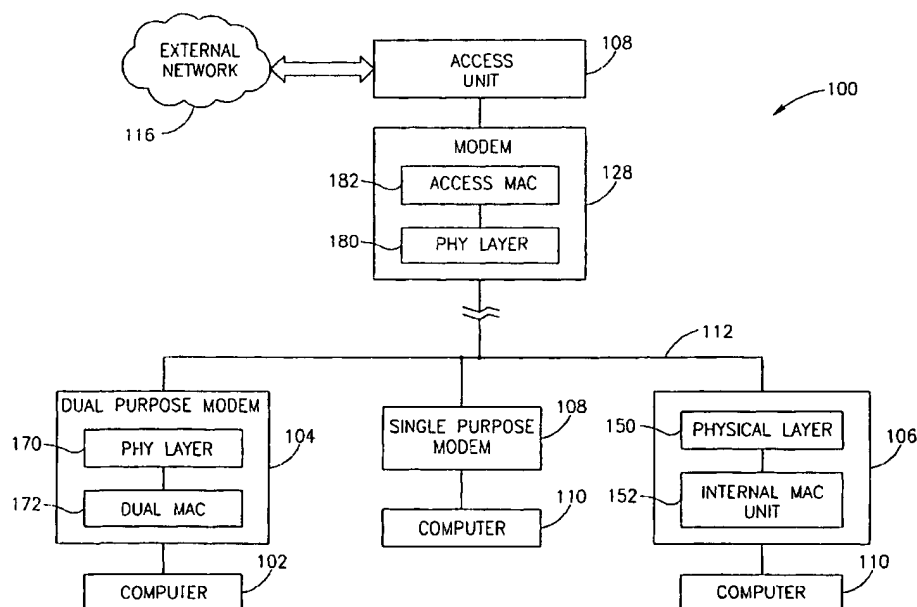 EXTERNAL
NETWORK
116
ACCESS
UNIT
108
100
MODEM
182
ACCESS MAC
128
180
PHY LAYER
112
DUAL PURPOSE MODEM
170
PHY LAYER
104
172
DUAL MAC
COMPUTER
102
SINGLE PURPOSE
MODEM
108
COMPUTER
110
150
PHYSICAL LAYER
106
152
INTERNAL MAC
UNIT
COMPUTER
110